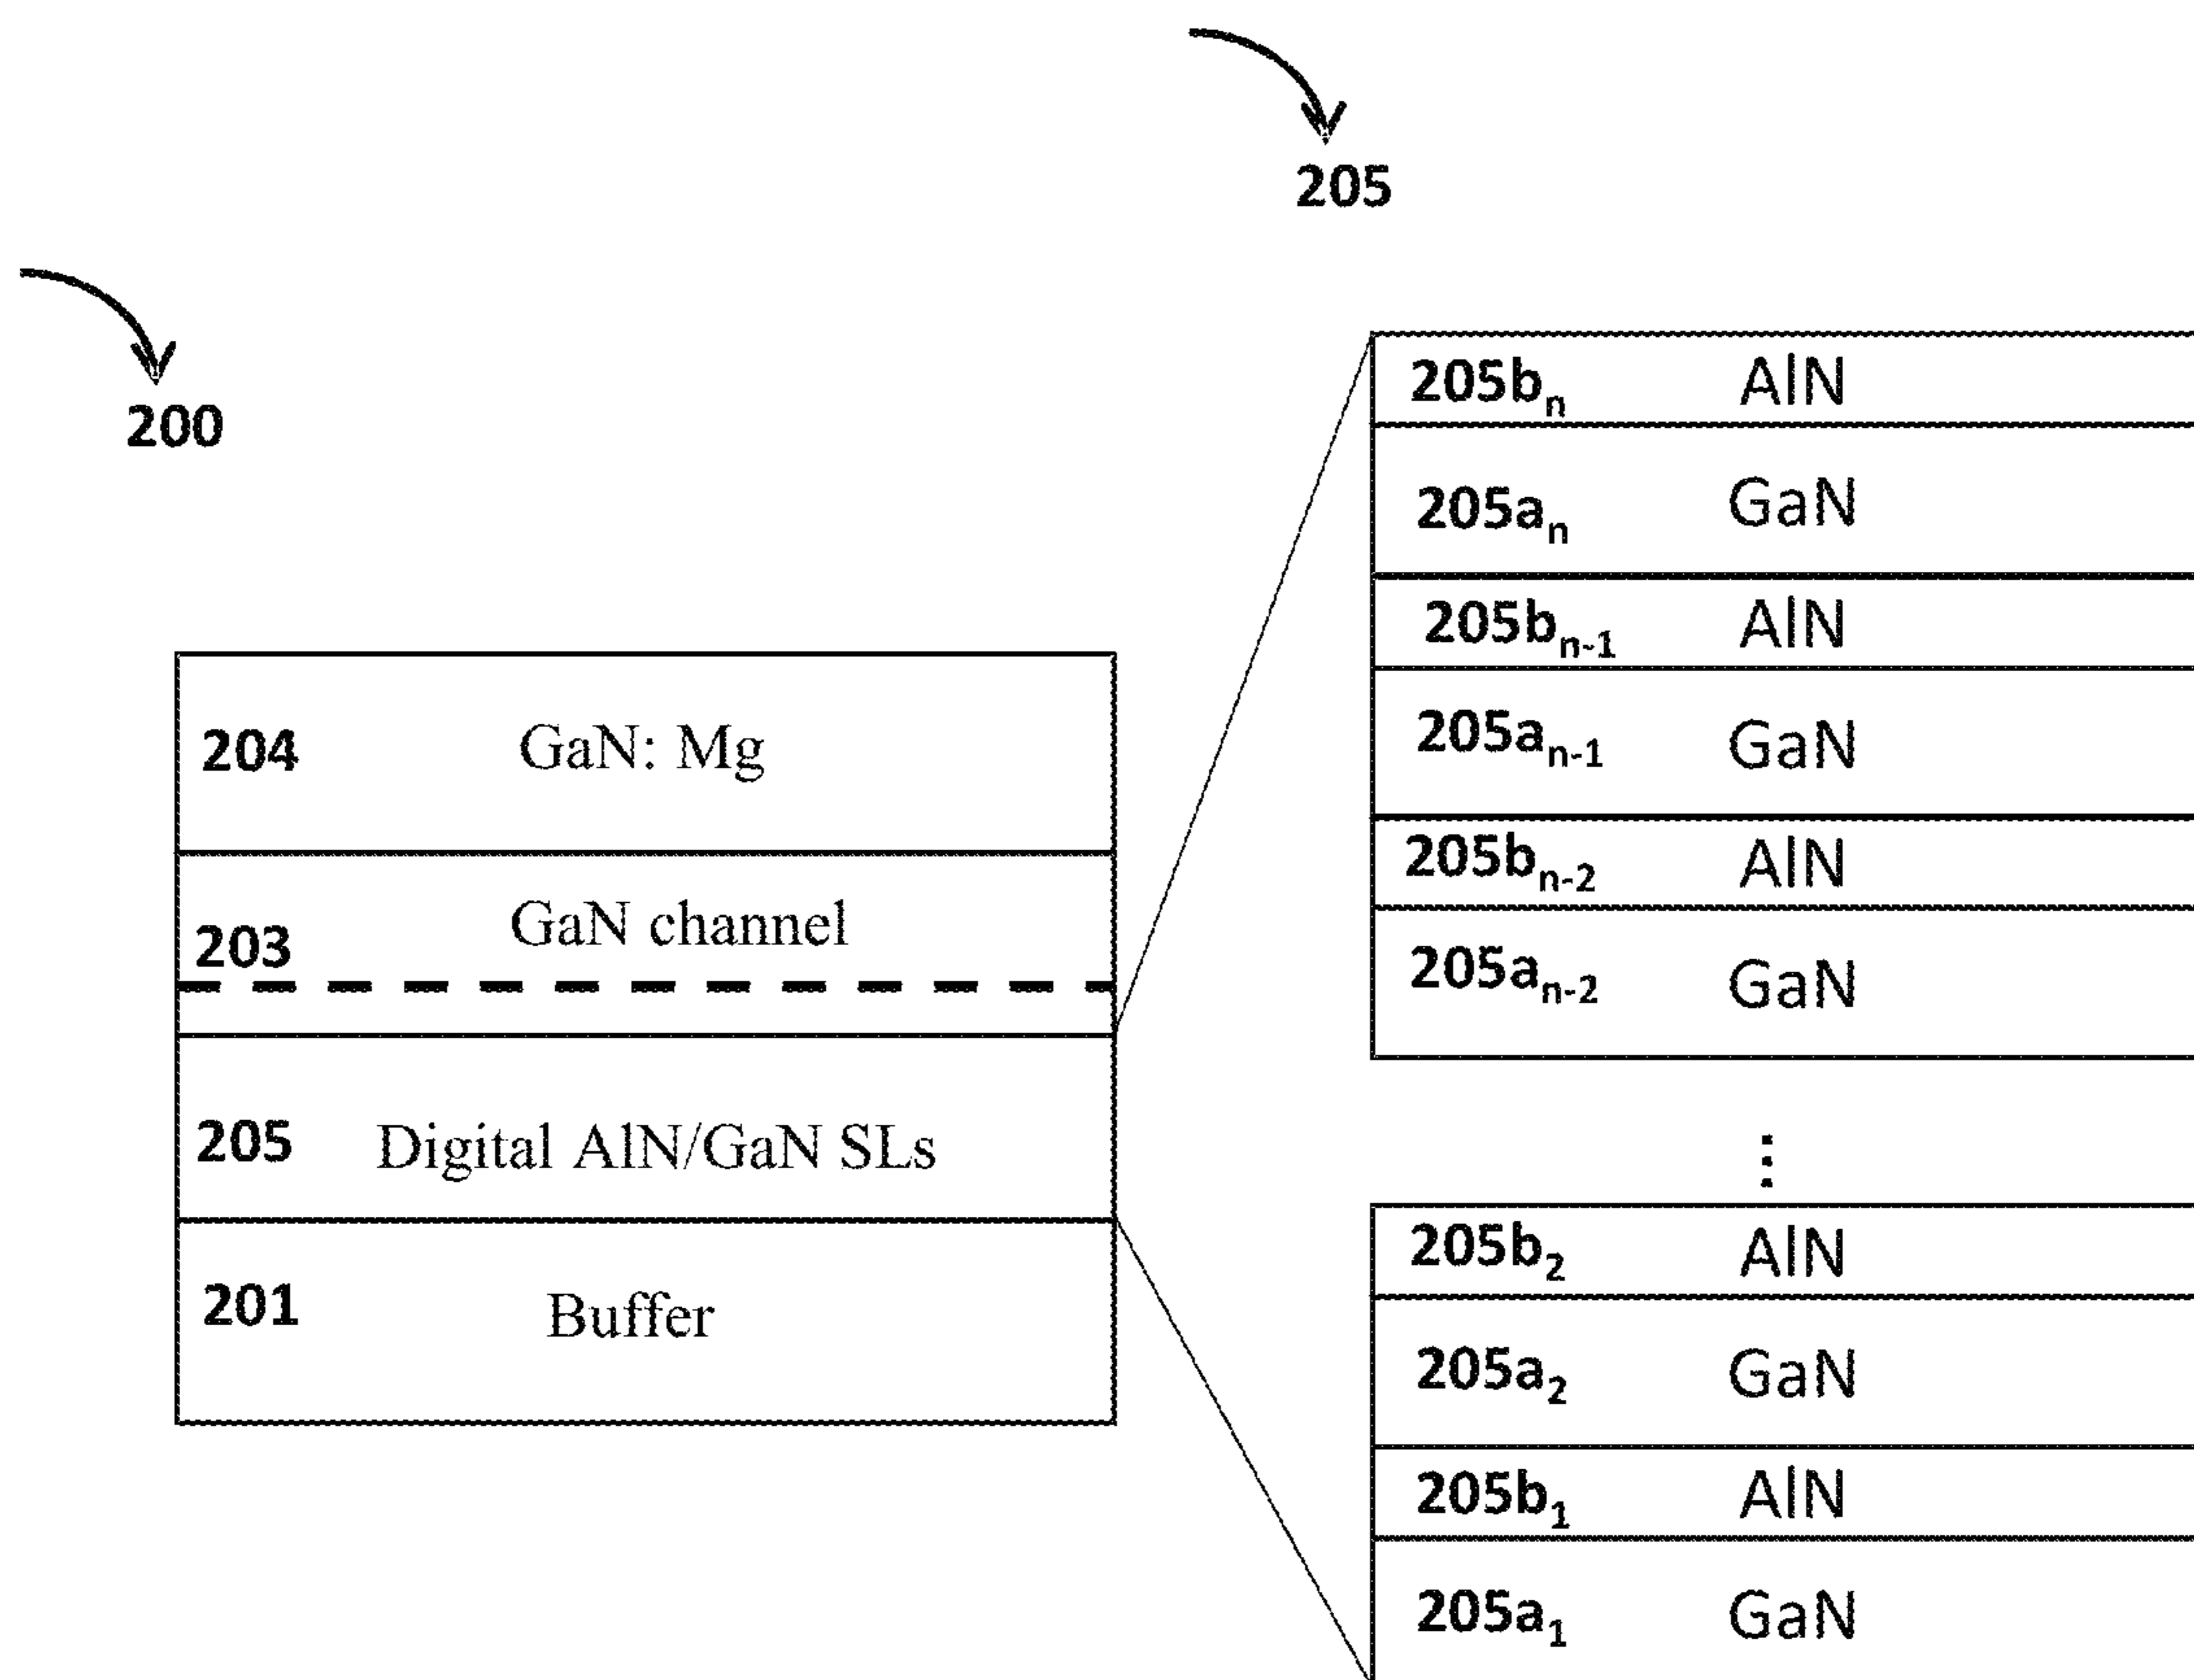 205
200
204 GaN: Mg
203 GaN channel
205 Digital AlN/GaN SLs
201 Buffer
205bₙ AlN
205aₙ GaN
205bₙ₋₁ AlN
205aₙ₋₁ GaN
205bₙ₋₂ AlN
205aₙ₋₂ GaN
⋮
205b₂ AlN
205a₂ GaN
205b₁ AlN
205a₁ GaN